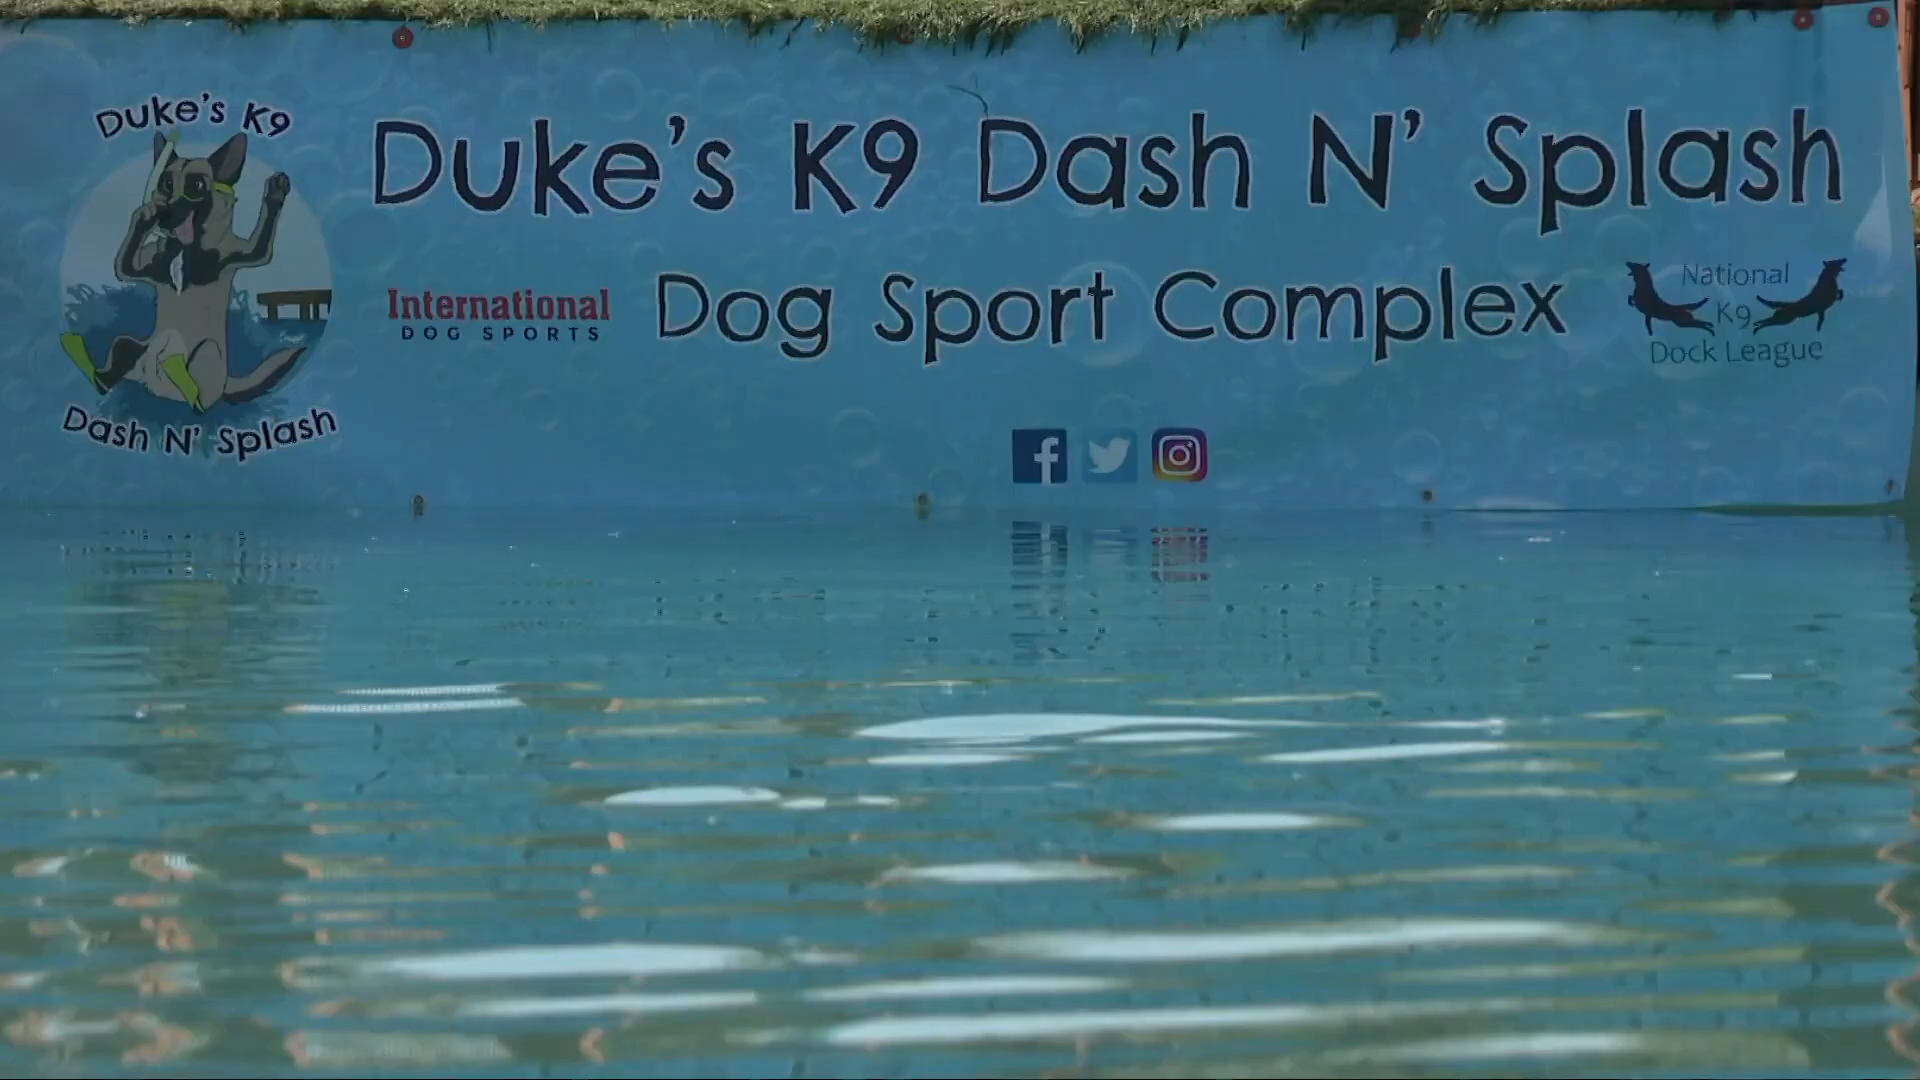 Duke's K9
Dash N' Splash
Duke's K9 Dash N' Splash
International
DOG SPORTS
Dog Sport Complex
National
K9
Dock League